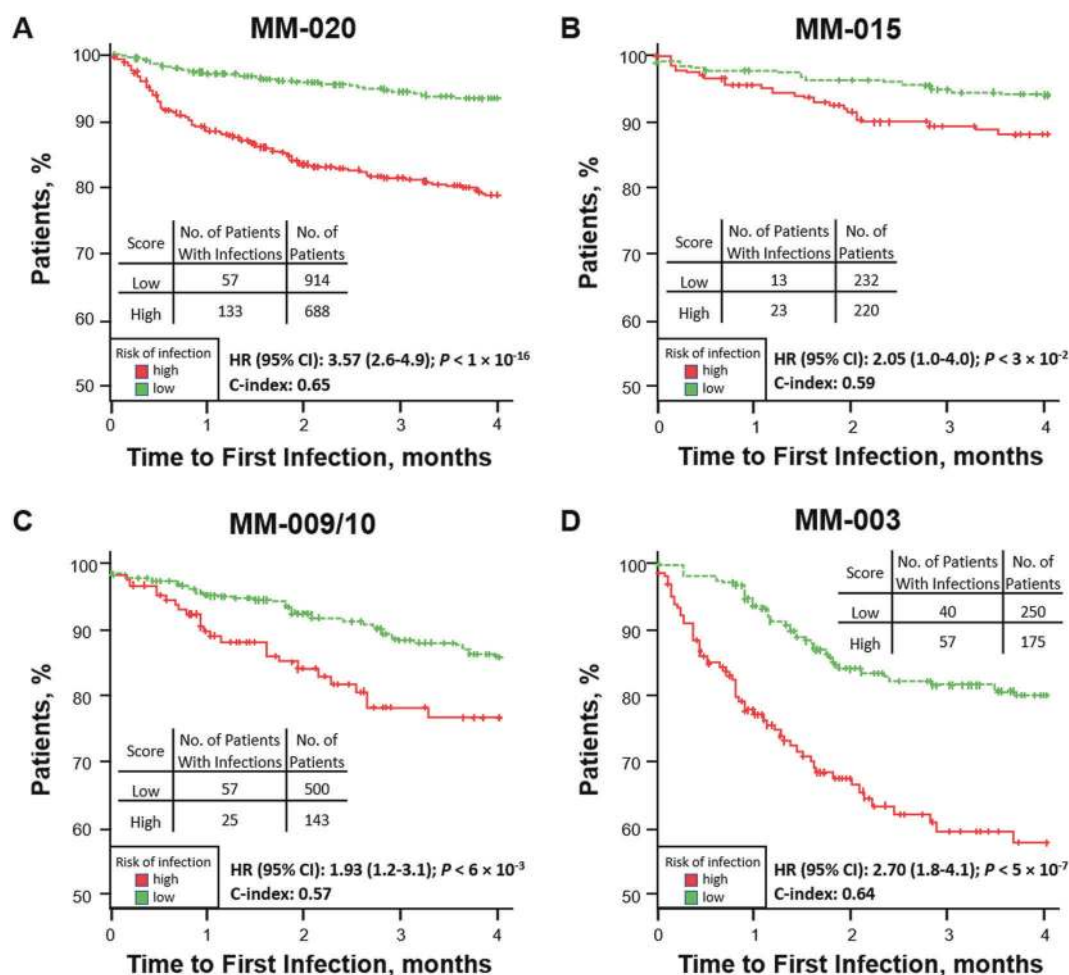 A
MM-020
100
90
80
70
60
50
Patients, %
Score
No. of Patients
With Infections
No. of
Patients
Low 57 914
High 133 688
Risk of infection
high
low
HR (95% CI): 3.57 (2.6-4.9); P < 1 × 10⁻¹⁶
C-index: 0.65
0 1 2 3 4
Time to First Infection, months
B
MM-015
100
90
80
70
60
50
Patients, %
Score
No. of Patients
With Infections
No. of
Patients
Low 13 232
High 23 220
Risk of infection
high
low
HR (95% CI): 2.05 (1.0-4.0); P < 3 × 10⁻²
C-index: 0.59
0 1 2 3 4
Time to First Infection, months
C
MM-009/10
100
90
80
70
60
50
Patients, %
Score
No. of Patients
With Infections
No. of
Patients
Low 57 500
High 25 143
Risk of infection
high
low
HR (95% CI): 1.93 (1.2-3.1); P < 6 × 10⁻³
C-index: 0.57
0 1 2 3 4
Time to First Infection, months
D
MM-003
100
90
80
70
60
50
Patients, %
Score
No. of Patients
With Infections
No. of
Patients
Low 40 250
High 57 175
Risk of infection
high
low
HR (95% CI): 2.70 (1.8-4.1); P < 5 × 10⁻⁷
C-index: 0.64
0 1 2 3 4
Time to First Infection, months